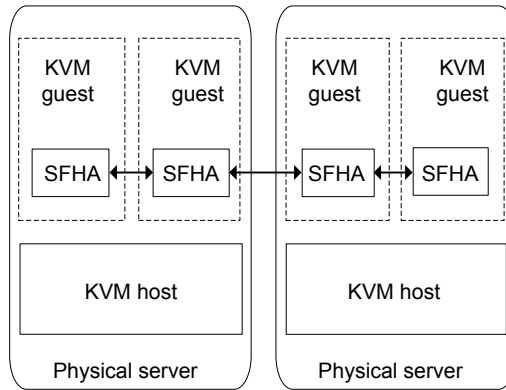 KVM guest
KVM guest
KVM guest
KVM guest
SFHA
SFHA
SFHA
SFHA
KVM host
KVM host
Physical server
Physical server